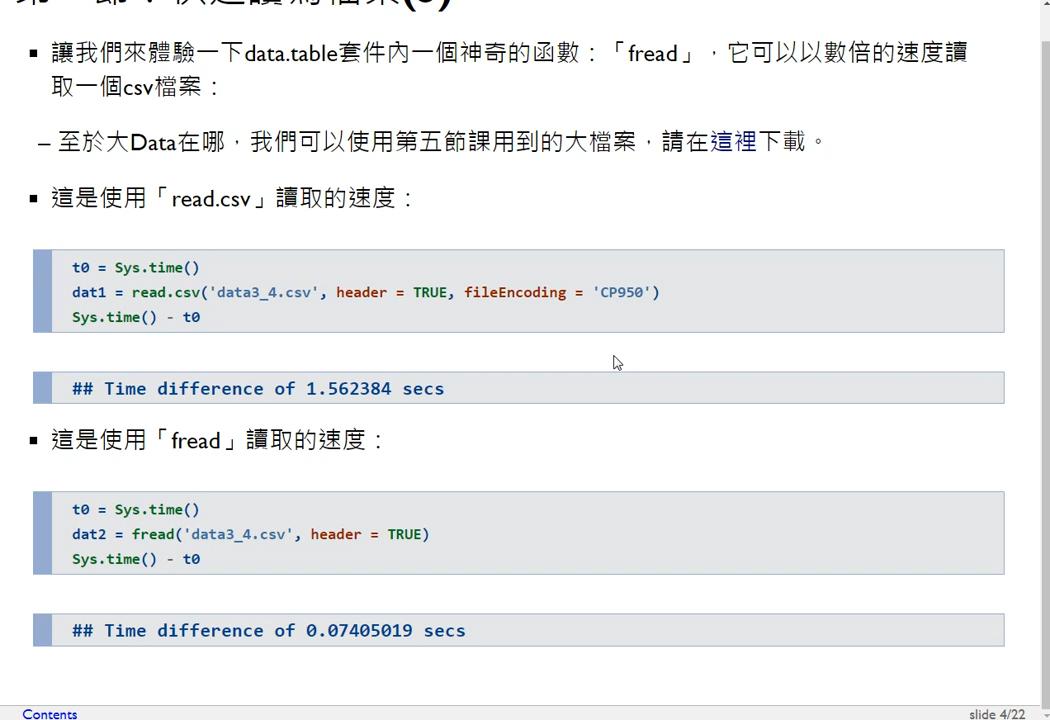 ▪ 讓我們來體驗一下data.table套件內一個神奇的函數：「fread」，它可以以數倍的速度讀
取一個csv檔案：
– 至於大Data在哪，我們可以使用第五節課用到的大檔案，請在這裡下載。
▪ 這是使用「read.csv」讀取的速度：
t0 = Sys.time()
dat1 = read.csv('data3_4.csv', header = TRUE, fileEncoding = 'CP950')
Sys.time() - t0
## Time difference of 1.562384 secs
▪ 這是使用「fread」讀取的速度：
t0 = Sys.time()
dat2 = fread('data3_4.csv', header = TRUE)
Sys.time() - t0
## Time difference of 0.07405019 secs
Contents
slide 4/22